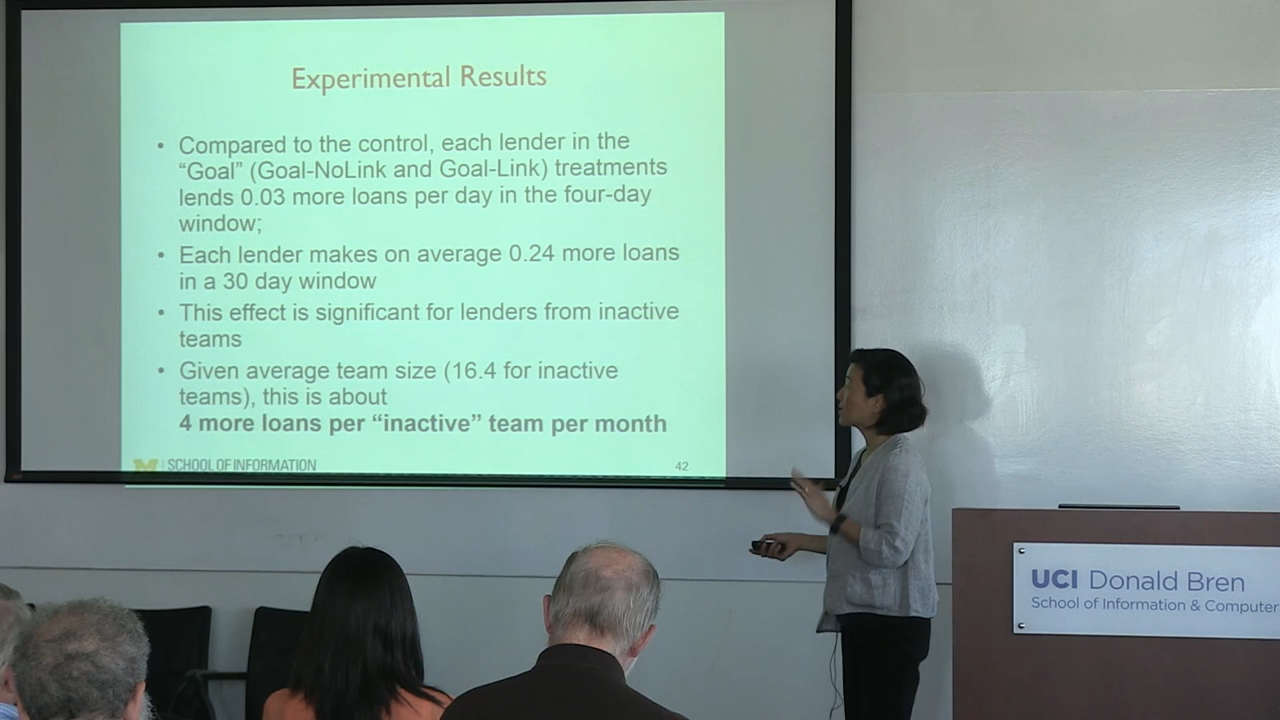 Experimental Results
• Compared to the control, each lender in the
“Goal” (Goal-NoLink and Goal-Link) treatments
lends 0.03 more loans per day in the four-day
window;
• Each lender makes on average 0.24 more loans
in a 30 day window
• This effect is significant for lenders from inactive
teams
• Given average team size (16.4 for inactive
teams), this is about
4 more loans per “inactive” team per month
M SCHOOL OF INFORMATION
42
UCI Donald Bren
School of Information & Computer